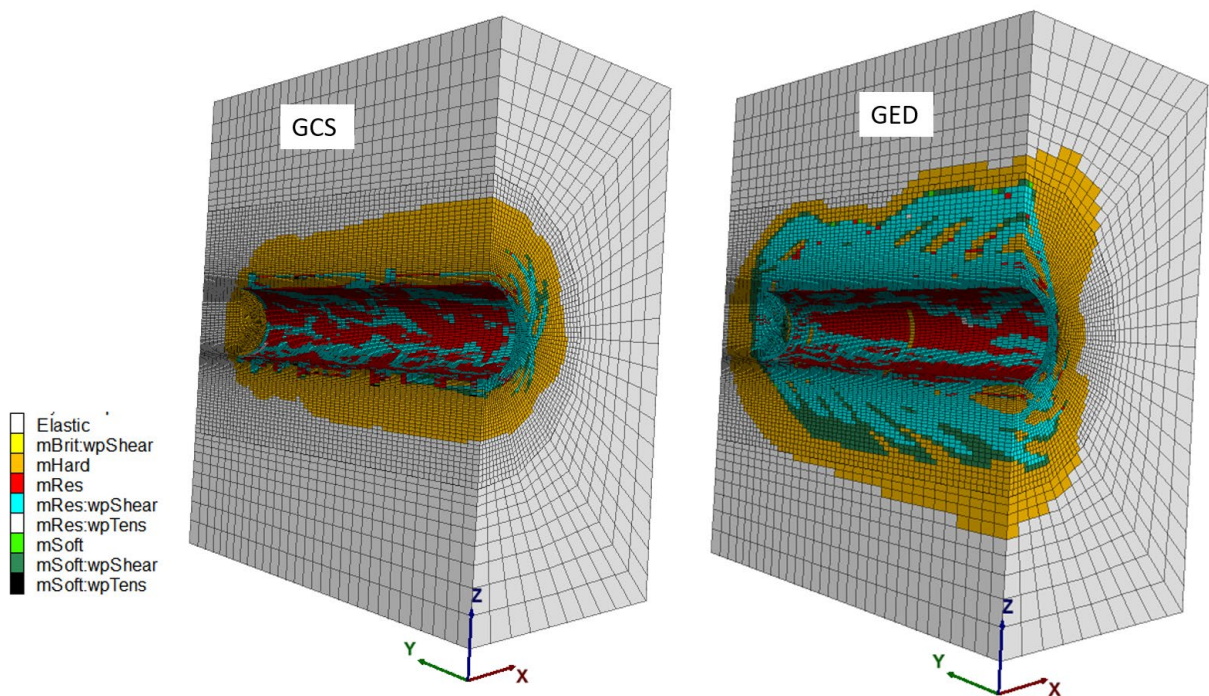 GCS
GED
Elastic
mBrit:wpShear
mHard
mRes
mRes:wpShear
mRes:wpTens
mSoft
mSoft:wpShear
mSoft:wpTens
Z
Y
X
Z
Y
X